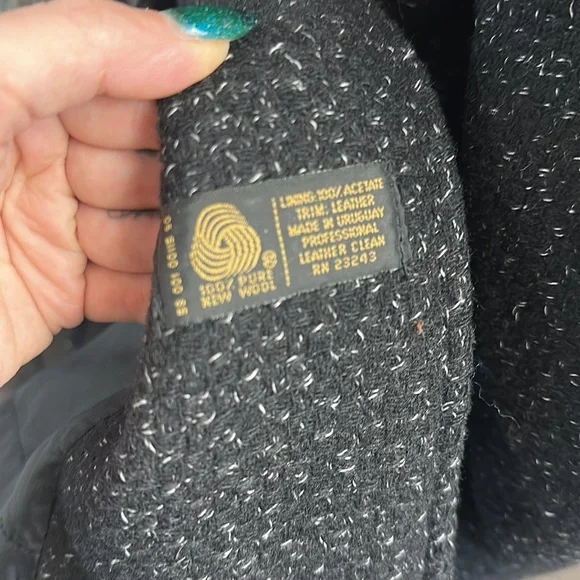 100% PURE
NEW WOOL
LINING: 100% ACETATE
TRIM: LEATHER
MADE IN URUGUAY
PROFESSIONAL
LEATHER CLEAN
RN 23243